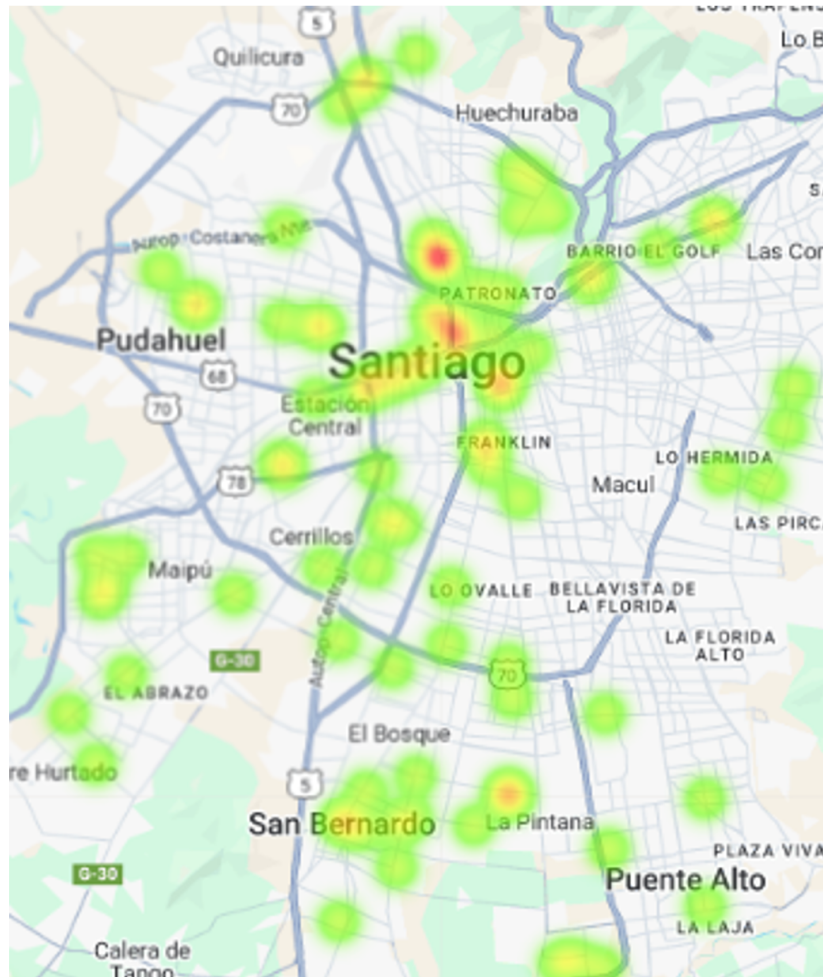 5
Quilicura
Lo B
70
Huechuraba
Autop. Costanera
BARRIO EL GOLF
Las Cor
PATRONATO
Pudahuel
Santiago
68
70
Estación
Central
FRANKLIN
LO HERMIDA
78
Macul
LAS PIRC
Cerrillos
Maipú
LO OVALLE
BELLAVISTA DE
LA FLORIDA
Autop. Central
LA FLORIDA
ALTO
G-30
70
EL ABRAZO
El Bosque
re Hurtado
5
San Bernardo
La Pintana
PLAZA VIVA
G-30
Puente Alto
LA LAJA
Calera de
Tango